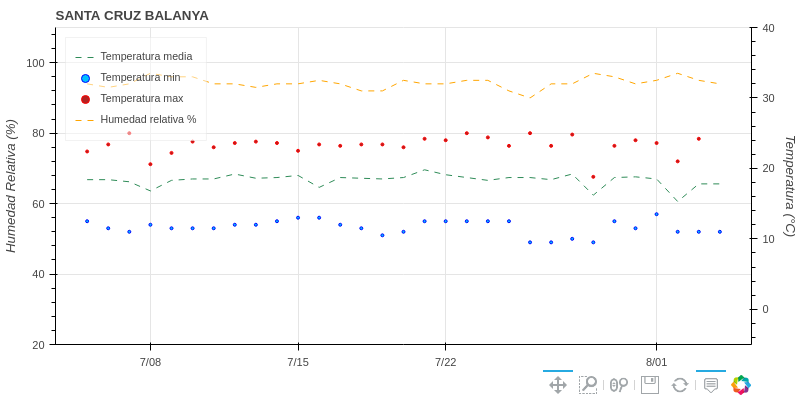 SANTA CRUZ BALANYA
Temperatura media
Temperatura min
Temperatura max
Humedad relativa %
Humedad Relativa (%)
100
80
60
40
20
40
30
20
10
0
Temperatura (°C)
7/08
7/15
7/22
8/01